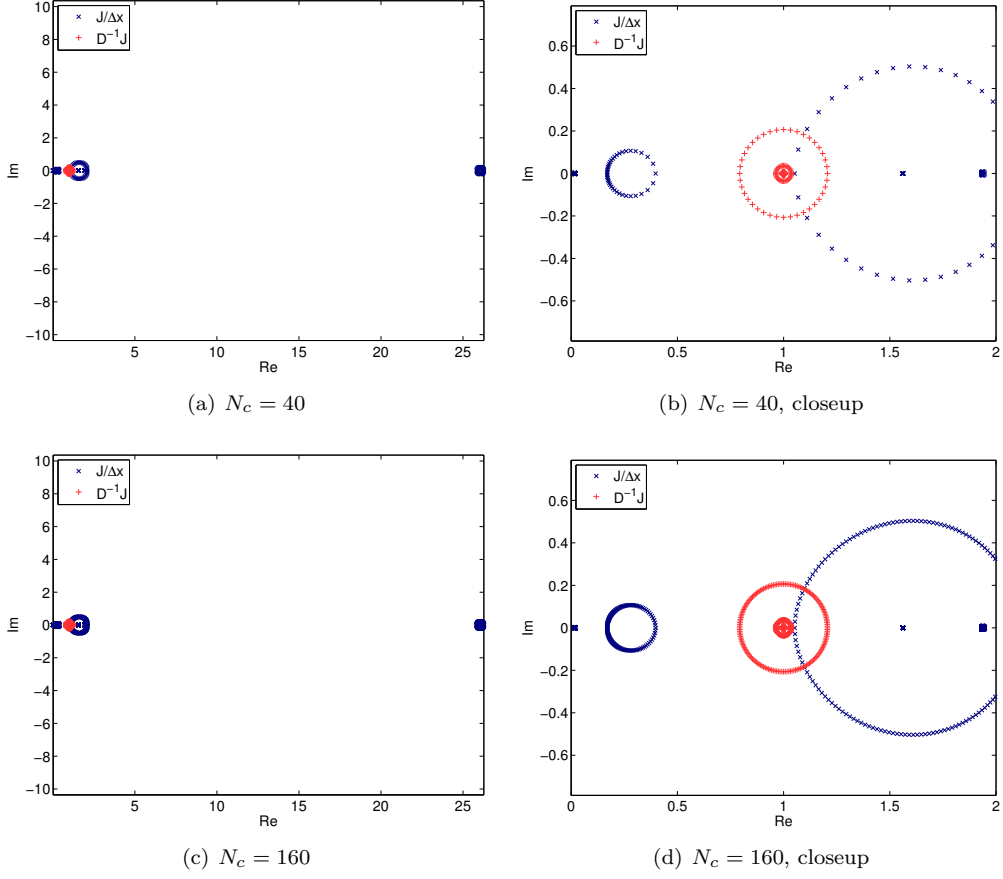 10
8
6
4
2
0
−2
−4
−6
−8
−10
Im
5
10
15
20
25
Re
J/Δx
D⁻¹J
(a) N_c = 40
0.6
0.4
0.2
0
−0.2
−0.4
−0.6
Im
0
0.5
1
1.5
2
Re
J/Δx
D⁻¹J
(b) N_c = 40, closeup
10
8
6
4
2
0
−2
−4
−6
−8
−10
Im
5
10
15
20
25
Re
J/Δx
D⁻¹J
(c) N_c = 160
0.6
0.4
0.2
0
−0.2
−0.4
−0.6
Im
0
0.5
1
1.5
2
Re
J/Δx
D⁻¹J
(d) N_c = 160, closeup